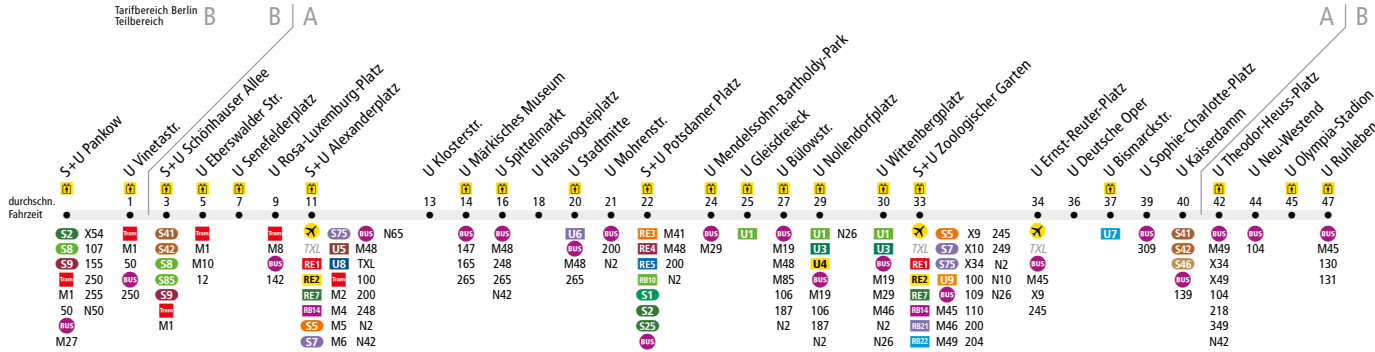 Tarifbereich Berlin
Teilbereich
B
B
A
A
B
S+U Pankow
U Vinetastr.
S+U Schönhauser Allee
U Eberswalder Str.
U Senefelderplatz
U Rosa-Luxemburg-Platz
S+U Alexanderplatz
U Klosterstr.
U Märkisches Museum
U Spittelmarkt
U Hausvogteiplatz
U Stadtmitte
U Mohrenstr.
S+U Potsdamer Platz
U Mendelssohn-Bartholdy-Park
U Gleisdreieck
U Bülowstr.
U Nollendorfplatz
U Wittenbergplatz
S+U Zoologischer Garten
U Ernst-Reuter-Platz
U Deutsche Oper
U Bismarckstr.
U Sophie-Charlotte-Platz
U Kaiserdamm
U Theodor-Heuss-Platz
U Neu-Westend
U Olympia-Stadion
U Ruhleben
durchschn.
Fahrzeit
1 3 5 7 9 11 13 14 16 18 20 21 22 24 25 27 29 30 33 34 36 37 39 40 42 44 45 47
S2 X54
S8 107
S9 155
Tram 250
M1 255
50 N50
BUS
M27
Tram
M1
50
BUS
250
S41
S42
S8
S85
S9
Tram
M1
Tram
M1
M10
12
Tram
M8
BUS
142
TXL
RE1
RE2
RE7
RB14
S5
S7
S75
U5
U8
Tram
M2
M4
M5
M6
BUS
M48
TXL
100
200
248
N2
N42
N65
BUS
147
165
265
BUS
M48
248
265
N42
U6
BUS
M48
265
BUS
200
N2
RE3 M41
RE4 M48
RE5 200
RB10 N2
S1
S2
S25
BUS
BUS
M29
U1
BUS
M19
M48
M85
106
187
N2
U1 N26
U3
U4
BUS
M19
106
187
N2
U1
U3
BUS
M19
M29
M46
N2
N26
TXL
RE1
RE2
RE7
RB14
RB21
RB22
S5
S7
S75
U9
BUS
M45
M46
M49
X9
X10
X34
100
109
110
200
204
245
249
N2
N10
N26
TXL
BUS
M45
X9
245
U7
BUS
309
S41
S42
S46
BUS
139
BUS
M49
X34
X49
104
218
349
N42
BUS
104
BUS
M45
130
131